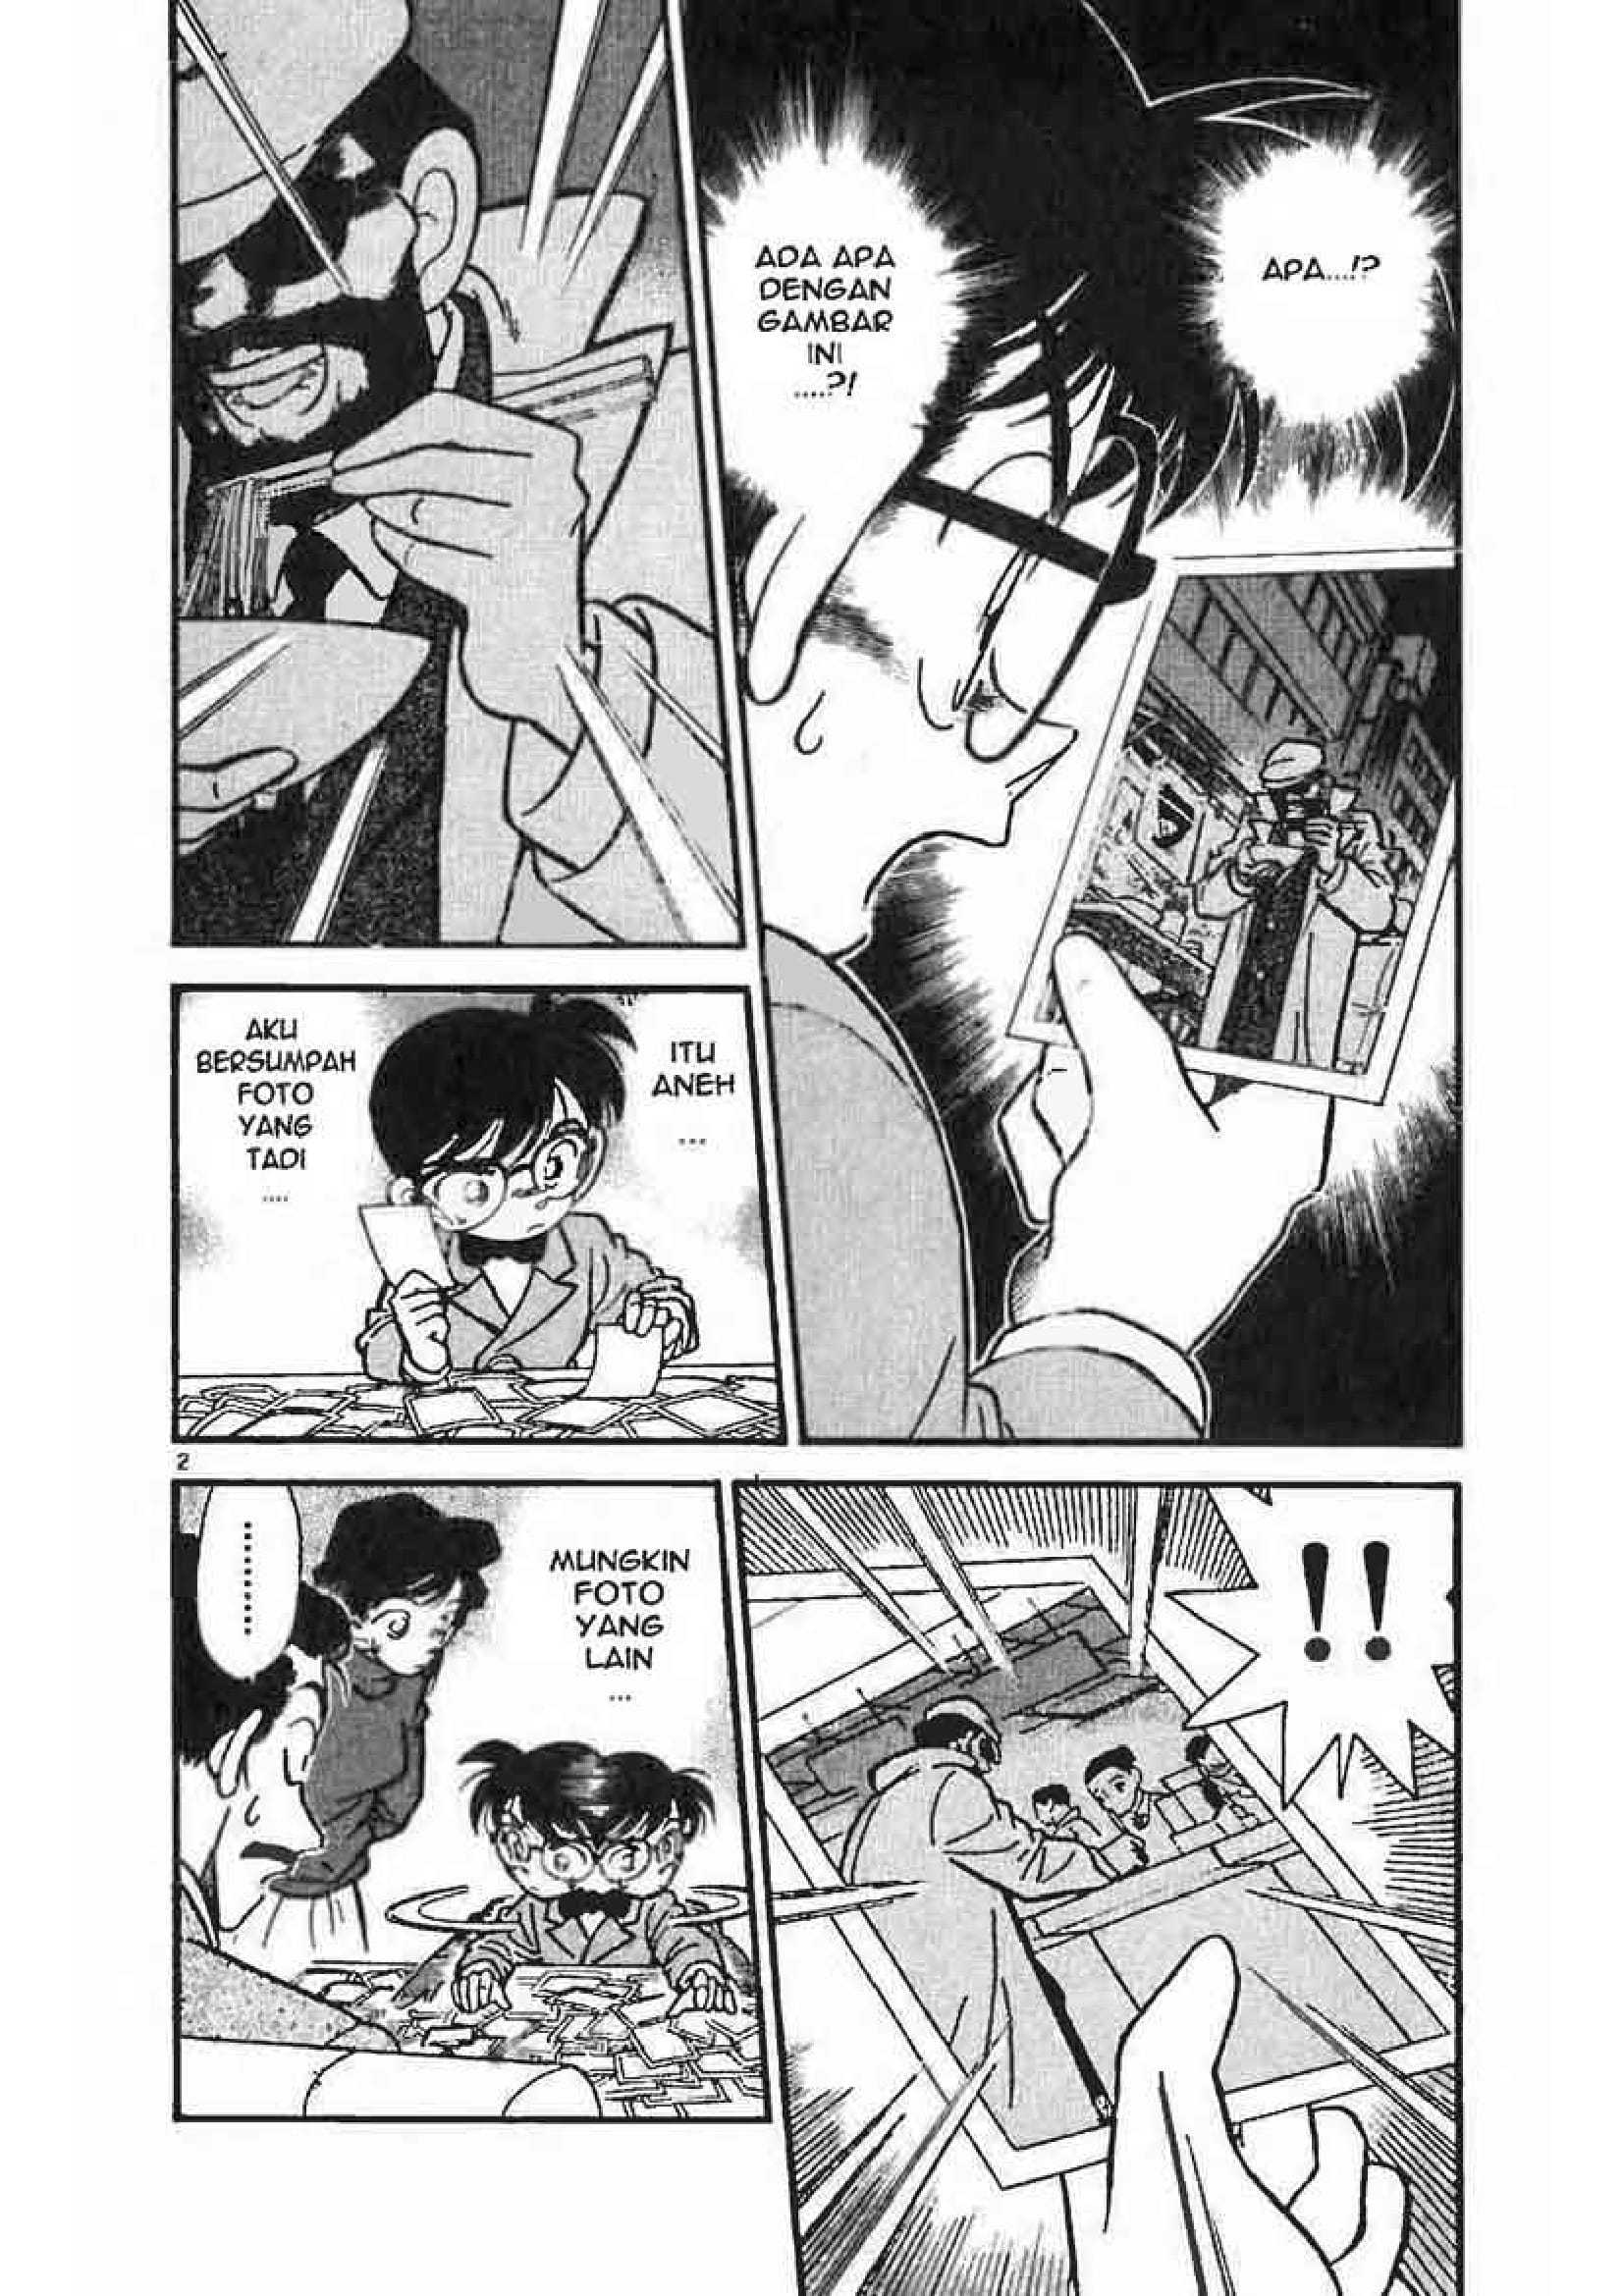 APA....!?
ADA APA
DENGAN
GAMBAR
INI
....?!
ITU
ANEH
...
AKU
BERSUMPAH
FOTO
YANG
TADI
....
2
!!
MUNGKIN
FOTO
YANG
LAIN
...
.........